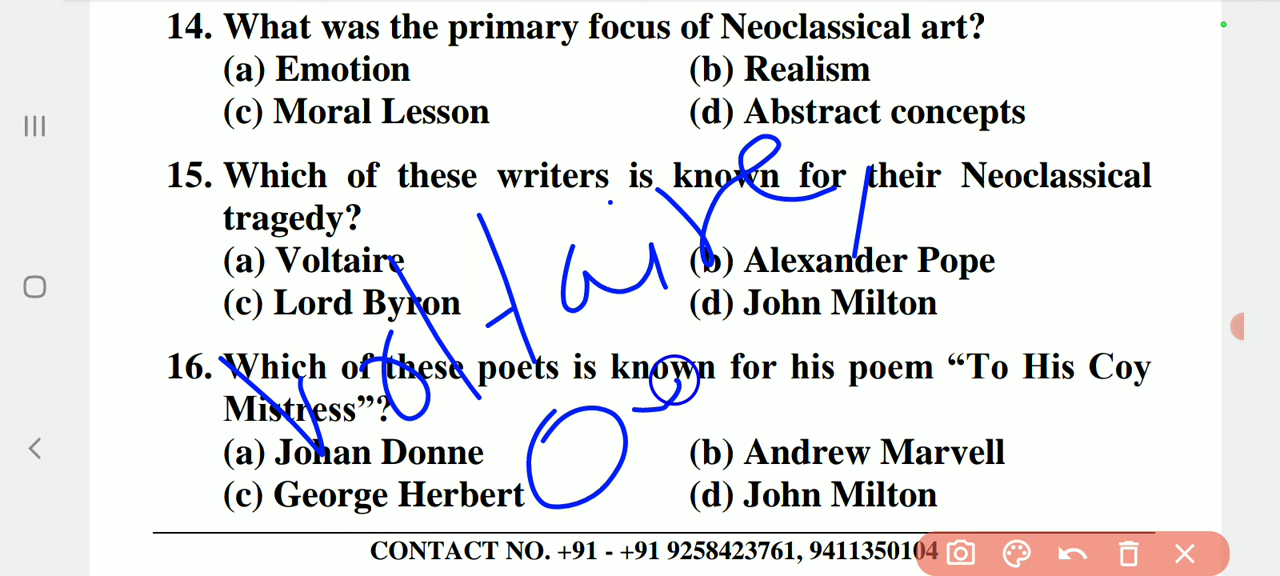 14. What was the primary focus of Neoclassical art?
(a) Emotion (b) Realism
(c) Moral Lesson (d) Abstract concepts
15. Which of these writers is known for their Neoclassical
tragedy?
(a) Voltaire (b) Alexander Pope
(c) Lord Byron (d) John Milton
16. Which of these poets is known for his poem “To His Coy
Mistress”?
(a) Johan Donne (b) Andrew Marvell
(c) George Herbert (d) John Milton
Voltaire
CONTACT NO. +91 - +91 9258423761, 9411350104